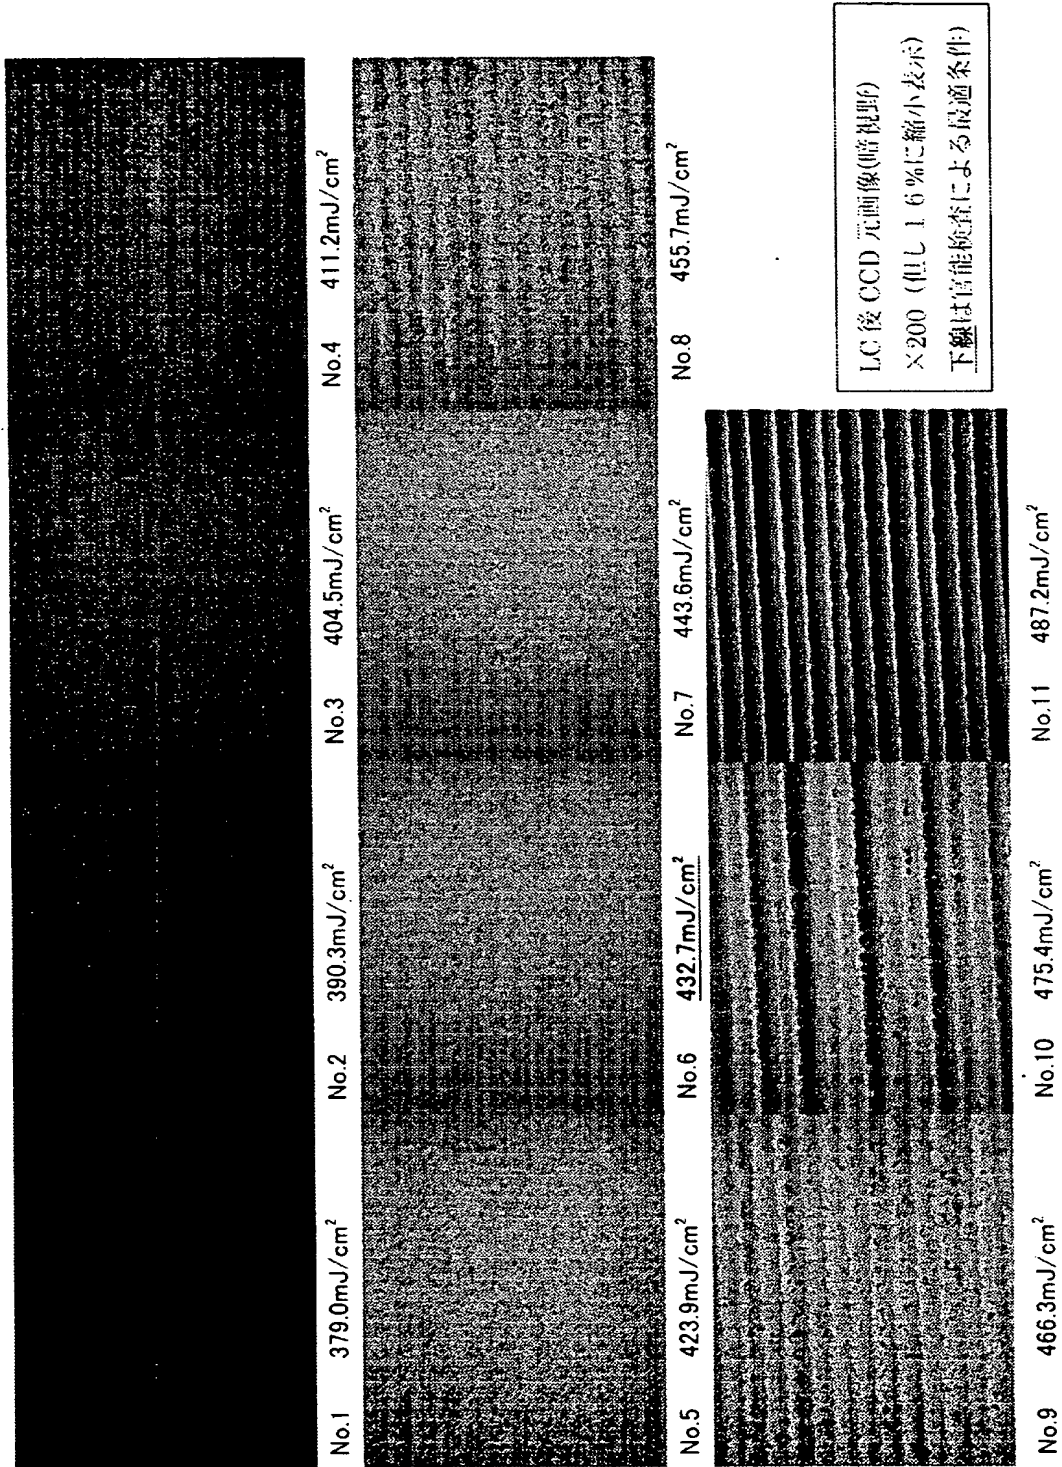 No.1 379.0mJ/cm²
No.2 390.3mJ/cm²
No.3 404.5mJ/cm²
No.4 411.2mJ/cm²
No.5 423.9mJ/cm²
No.6 432.7mJ/cm²
No.7 443.6mJ/cm²
No.8 455.7mJ/cm²
No.9 466.3mJ/cm²
No.10 475.4mJ/cm²
No.11 487.2mJ/cm²
LC後CCD元画像(暗視野)
×200 (但し16%に縮小表示)
下線は官能検査による最適条件)